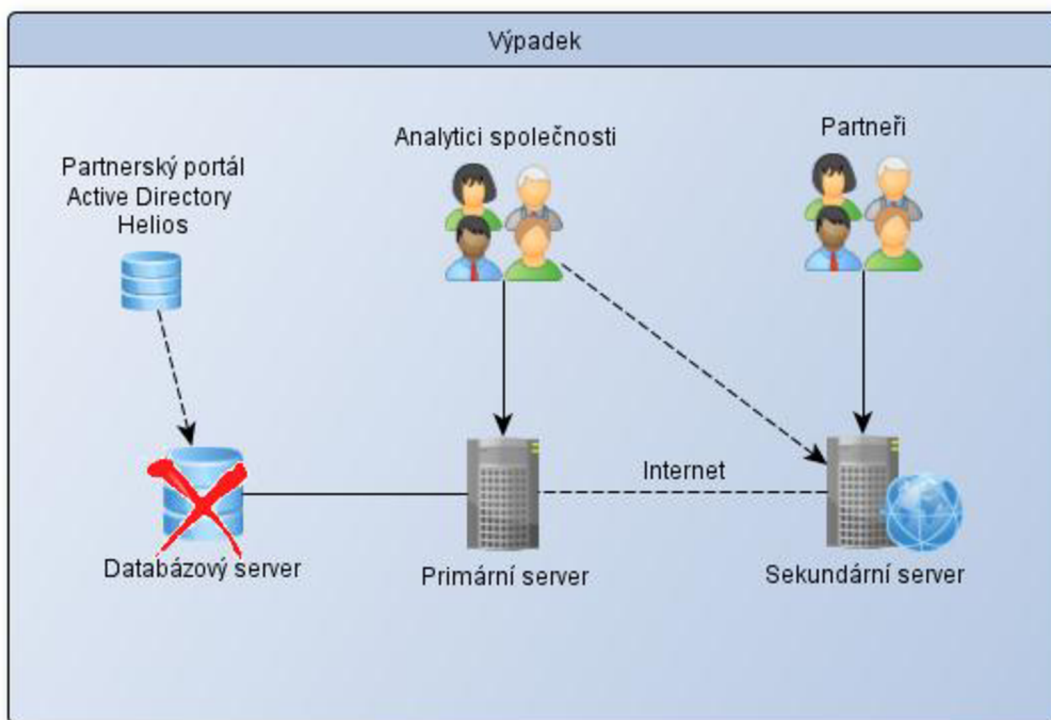 Výpadek
Partnerský portál
Active Directory
Helios
Analytici společnosti
Partneři
Internet
Databázový server
Primární server
Sekundární server